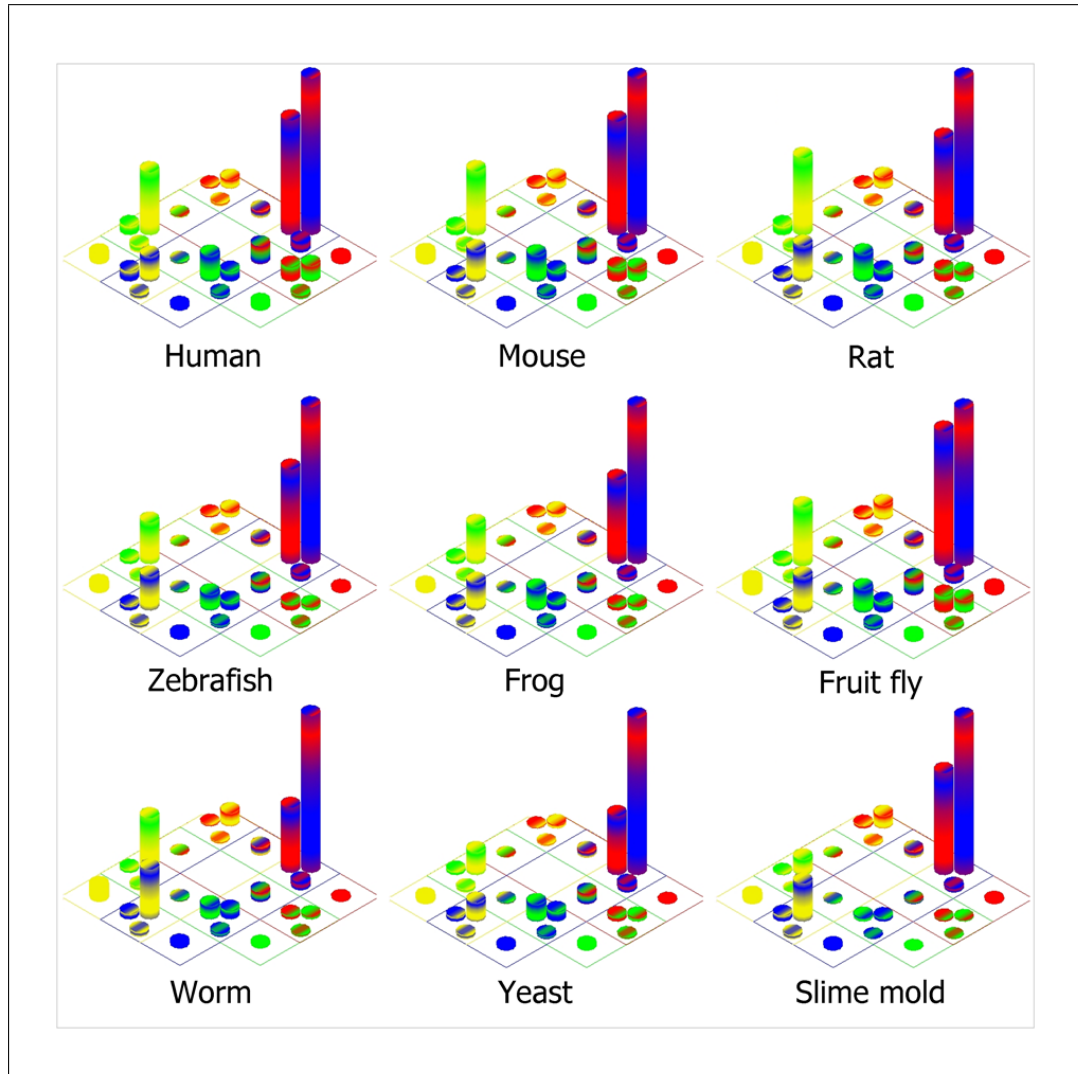 Human
Mouse
Rat
Zebrafish
Frog
Fruit fly
Worm
Yeast
Slime mold